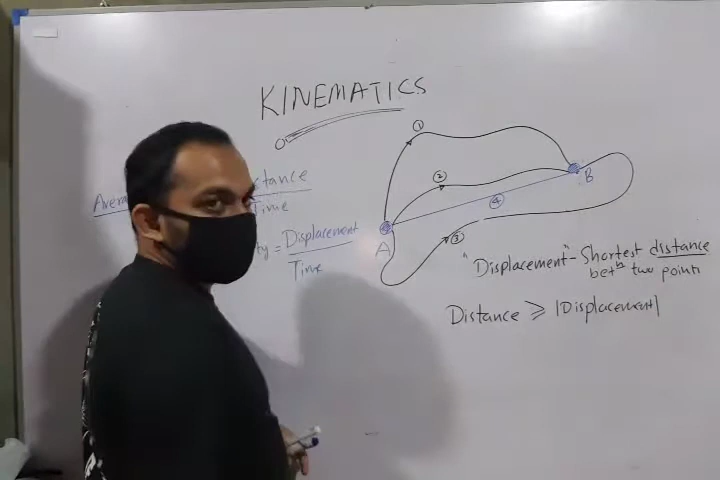 KINEMATICS
Distance
Time
= Displacement
Time
①
②
④
③
A
B
"Displacement" - Shortest distance
betⁿ two points
Distance ≥ |Displacement|